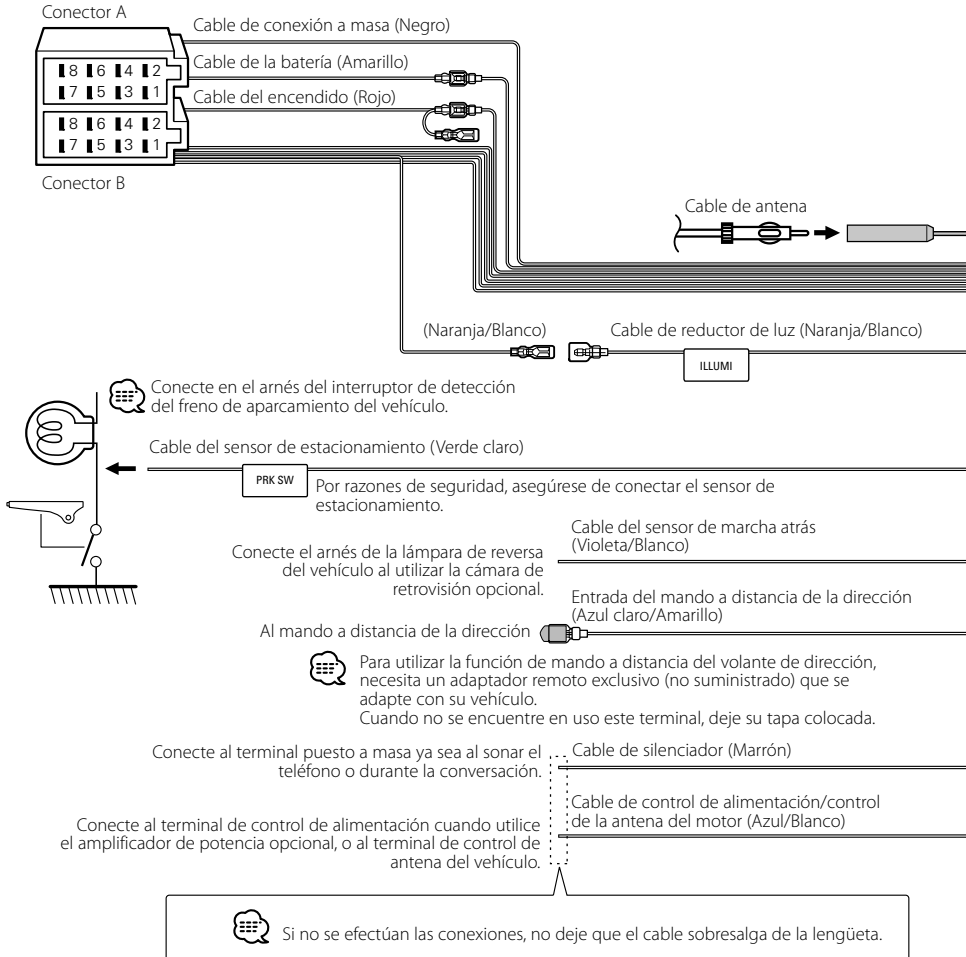 Conector A
Cable de conexión a masa (Negro)
Cable de la batería (Amarillo)
8 6 4 2
7 5 3 1
Cable del encendido (Rojo)
8 6 4 2
7 5 3 1
Conector B
Cable de antena
(Naranja/Blanco)
Cable de reductor de luz (Naranja/Blanco)
ILLUMI
Conecte en el arnés del interruptor de detección
del freno de aparcamiento del vehículo.
Cable del sensor de estacionamiento (Verde claro)
PRK SW
Por razones de seguridad, asegúrese de conectar el sensor de
estacionamiento.
Cable del sensor de marcha atrás
(Violeta/Blanco)
Conecte el arnés de la lámpara de reversa
del vehículo al utilizar la cámara de
retrovisión opcional.
Entrada del mando a distancia de la dirección
(Azul claro/Amarillo)
Al mando a distancia de la dirección
Para utilizar la función de mando a distancia del volante de dirección,
necesita un adaptador remoto exclusivo (no suministrado) que se
adapte con su vehículo.
Cuando no se encuentre en uso este terminal, deje su tapa colocada.
Conecte al terminal puesto a masa ya sea al sonar el
teléfono o durante la conversación.
Cable de silenciador (Marrón)
Cable de control de alimentación/control
de la antena del motor (Azul/Blanco)
Conecte al terminal de control de alimentación cuando utilice
el amplificador de potencia opcional, o al terminal de control de
antena del vehículo.
Si no se efectúan las conexiones, no deje que el cable sobresalga de la lengüeta.